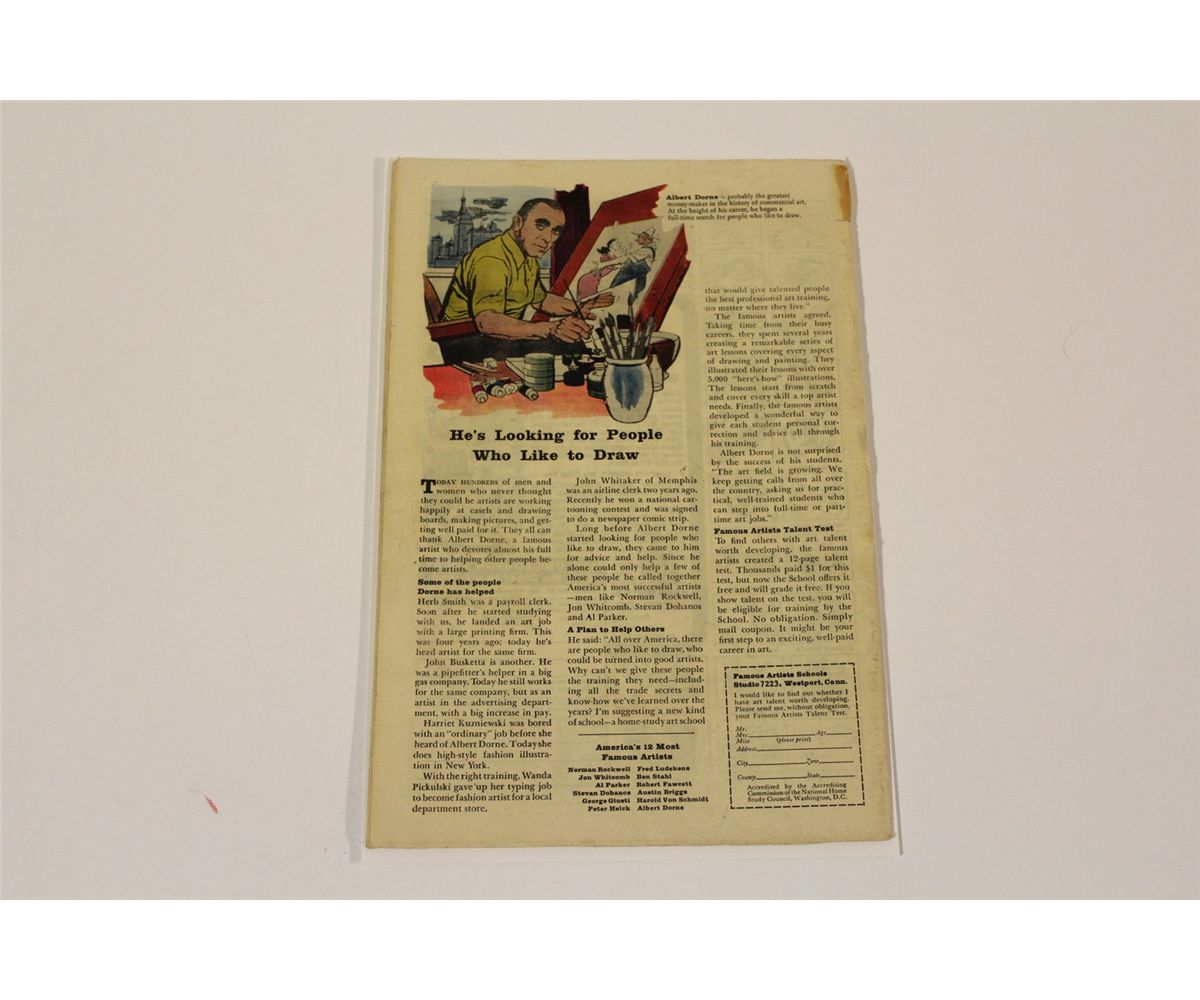 Albert Dorne – probably the greatest
money-maker in the history of commercial art.
At the height of his career, he began a
full-time search for people who like to draw.
He's Looking for People
Who Like to Draw
TODAY HUNDREDS of men and
women who never thought
they could be artists are working
happily at easels and drawing
boards, making pictures, and get-
ting well paid for it. They all can
thank Albert Dorne, a famous
artist who devotes almost his full
time to helping other people be-
come artists.
Some of the people
Dorne has helped
Herb Smith was a payroll clerk.
Soon after he started studying
with us, he landed an art job
with a large printing firm. This
was four years ago; today he's
head artist for the same firm.
John Busketta is another. He
was a pipefitter's helper in a big
gas company. Today he still works
for the same company, but as an
artist in the advertising depart-
ment, with a big increase in pay.
Harriet Kuzniewski was bored
with an "ordinary" job before she
heard of Albert Dorne. Today she
does high-style fashion illustra-
tion in New York.
With the right training, Wanda
Pickulski gave up her typing job
to become fashion artist for a local
department store.
John Whitaker of Memphis
was an airline clerk two years ago.
Recently he won a national car-
tooning contest and was signed
to do a newspaper comic strip.
Long before Albert Dorne
started looking for people who
like to draw, they came to him
for advice and help. Since he
alone could only help a few of
these people he called together
America's most successful artists
—men like Norman Rockwell,
Jon Whitcomb, Stevan Dohanos
and Al Parker.
A Plan to Help Others
He said: "All over America, there
are people who like to draw, who
could be turned into good artists.
Why can't we give these people
the training they need—includ-
ing all the trade secrets and
know-how we've learned over the
years? I'm suggesting a new kind
of school—a home-study art school
America's 12 Most
Famous Artists
Norman Rockwell Fred Ludekens
Jon Whitcomb Ben Stahl
Al Parker Robert Fawcett
Stevan Dohanos Austin Briggs
George Giusti Harold Von Schmidt
Peter Helck Albert Dorne
that would give talented people
the best professional art training,
no matter where they live."
The famous artists agreed.
Taking time from their busy
careers, they spent several years
creating a remarkable series of
art lessons covering every aspect
of drawing and painting. They
illustrated their lessons with over
5,000 "here's-how" illustrations.
The lessons start from scratch
and cover every skill a top artist
needs. Finally, the famous artists
developed a wonderful way to
give each student personal cor-
rection and advice all through
his training.
Albert Dorne is not surprised
by the success of his students.
"The art field is growing. We
keep getting calls from all over
the country, asking us for prac-
tical, well-trained students who
can step into full-time or part-
time art jobs."
Famous Artists Talent Test
To find others with art talent
worth developing, the famous
artists created a 12-page talent
test. Thousands paid $1 for this
test, but now the School offers it
free and will grade it free. If you
show talent on the test, you will
be eligible for training by the
School. No obligation. Simply
mail coupon. It might be your
first step to an exciting, well-paid
career in art.
Famous Artists Schools
Studio 7223, Westport, Conn.
I would like to find out whether I
have art talent worth developing.
Please send me, without obligation,
your Famous Artists Talent Test.
Mr.
Mrs. Age
Miss (please print)
Address
City Zone
County State
Accredited by the Accrediting
Commission of the National Home
Study Council, Washington, D.C.